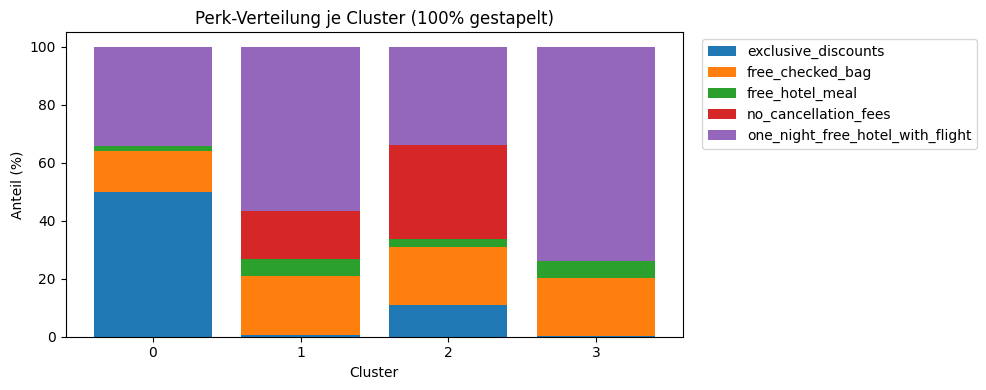 Perk-Verteilung je Cluster (100% gestapelt)
100
80
60
40
20
0
Anteil (%)
0 1 2 3
Cluster
exclusive_discounts
free_checked_bag
free_hotel_meal
no_cancellation_fees
one_night_free_hotel_with_flight